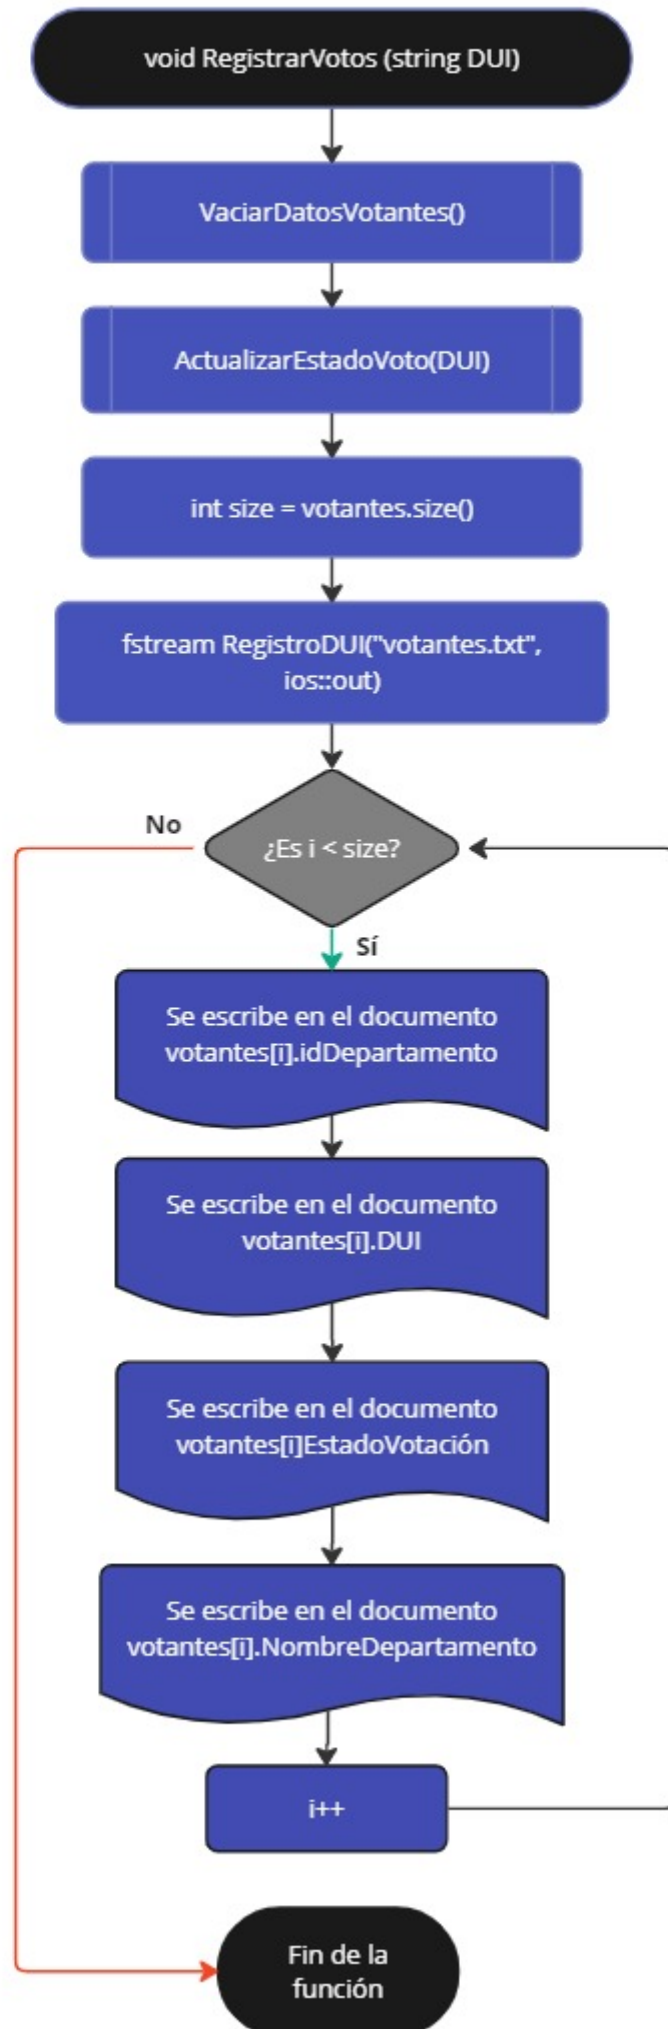 void RegistrarVotos (string DUI)
VaciarDatosVotantes()
ActualizarEstadoVoto(DUI)
int size = votantes.size()
fstream RegistroDUI("votantes.txt",
ios::out)
No
¿Es i < size?
Sí
Se escribe en el documento
votantes[i].idDepartamento
Se escribe en el documento
votantes[i].DUI
Se escribe en el documento
votantes[i]EstadoVotación
Se escribe en el documento
votantes[i].NombreDepartamento
i++
Fin de la
función